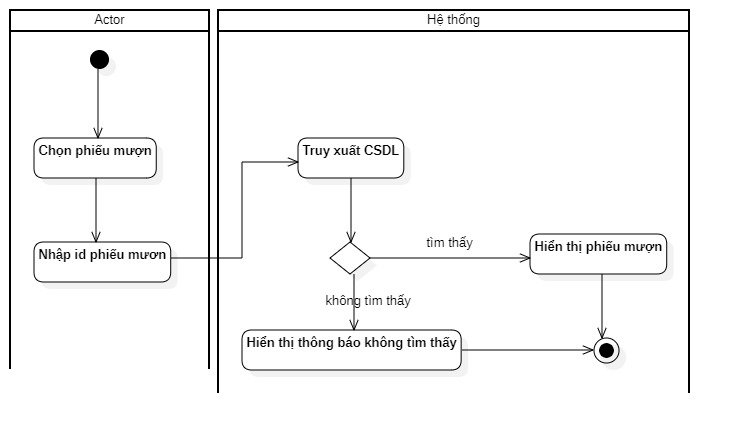 Actor
Hệ thống
Chọn phiếu mượn
Truy xuất CSDL
Nhập id phiếu mươn
tìm thấy
Hiển thị phiếu mượn
không tìm thấy
Hiển thị thông báo không tìm thấy